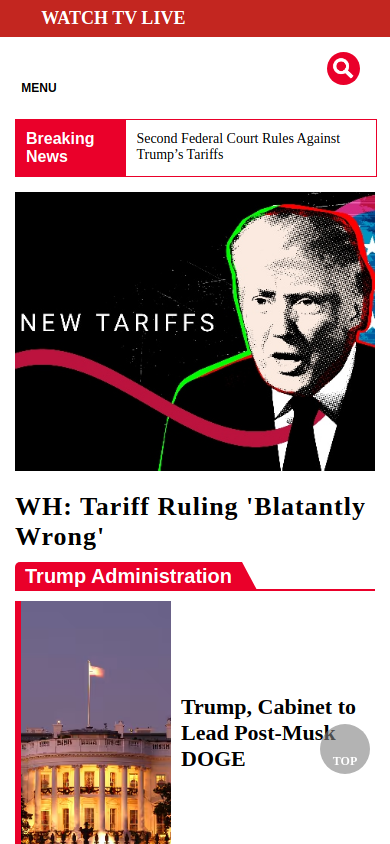 WATCH TV LIVE
MENU
Breaking
News
Second Federal Court Rules Against
Trump’s Tariffs
NEW TARIFFS
WH: Tariff Ruling 'Blatantly
Wrong'
Trump Administration
Trump, Cabinet to
Lead Post-Musk
DOGE
TOP